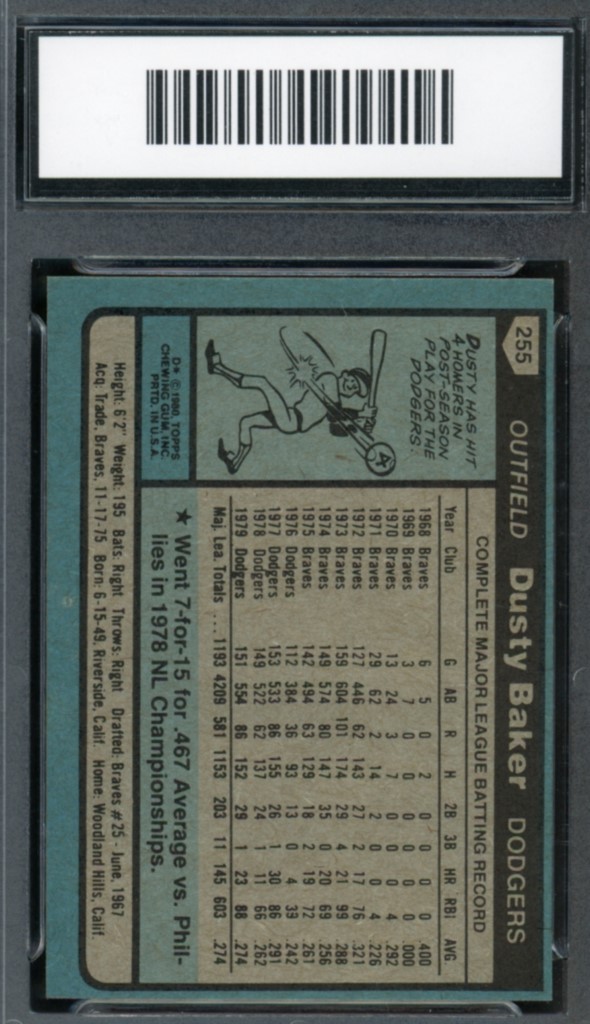 255 OUTFIELD Dusty Baker DODGERS
DUSTY HAS HIT
4 HOMERS IN
POST-SEASON
PLAY FOR THE
DODGERS.
4
D* © 1980 TOPPS
CHEWING GUM, INC.
PRTD. IN U.S.A.
COMPLETE MAJOR LEAGUE BATTING RECORD
Year Club G AB R H 2B 3B HR RBI AVG
1968 Braves 6 5 0 2 0 0 0 0 .400
1969 Braves 3 7 0 0 0 0 0 0 .000
1970 Braves 13 24 3 7 0 0 0 4 .292
1971 Braves 29 62 2 14 2 0 0 4 .226
1972 Braves 127 446 62 143 27 2 17 76 .321
1973 Braves 159 604 101 174 29 4 21 99 .288
1974 Braves 149 574 80 147 35 0 20 69 .256
1975 Braves 142 494 63 129 18 2 19 72 .261
1976 Dodgers 112 384 36 93 13 0 4 39 .242
1977 Dodgers 153 533 86 155 26 1 30 86 .291
1978 Dodgers 149 522 62 137 24 1 11 66 .262
1979 Dodgers 151 554 86 152 29 1 23 88 .274
Maj. Lea. Totals . . . 1193 4209 581 1153 203 11 145 603 .274
★ Went 7-for-15 for .467 Average vs. Phil-
lies in 1978 NL Championships.
Height: 6'2" Weight: 195 Bats: Right Throws: Right Drafted: Braves #25 - June, 1967
Acq: Trade, Braves, 11-17-75 Born: 6-15-49, Riverside, Calif. Home: Woodland Hills, Calif.